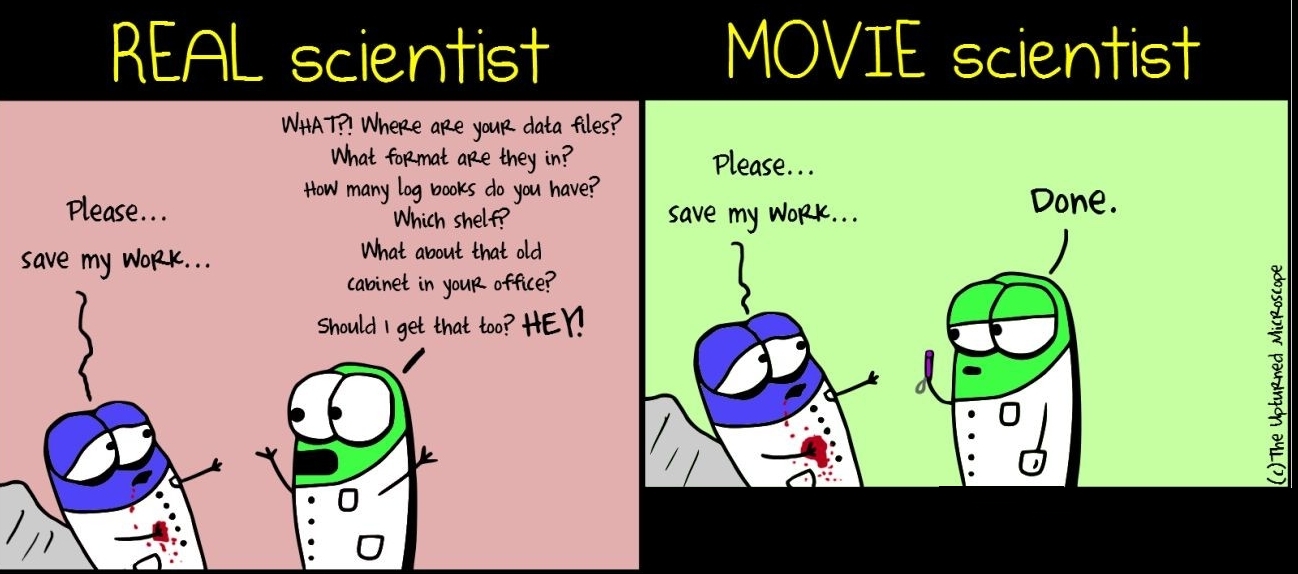 REAL scientist
Please...
save my work...
WHAT?! Where are your data files?
What format are they in?
How many log books do you have?
Which shelf?
What about that old
cabinet in your office?
Should I get that too? HEY!
MOVIE scientist
Please...
save my work...
Done.
(c) The Upturned Microscope